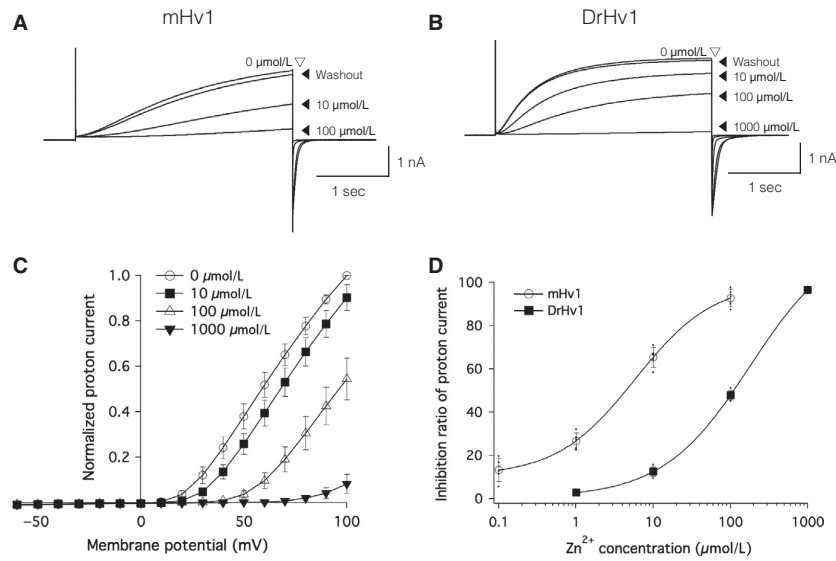 A
mHv1
0 µmol/L
Washout
10 µmol/L
100 µmol/L
1 nA
1 sec
B
DrHv1
0 µmol/L
Washout
10 µmol/L
100 µmol/L
1000 µmol/L
1 nA
1 sec
C
0 µmol/L
10 µmol/L
100 µmol/L
1000 µmol/L
Normalized proton current
1.0
0.8
0.6
0.4
0.2
−50
0
50
100
Membrane potential (mV)
D
mHv1
DrHv1
Inhibition ratio of proton current
100
80
60
40
20
0
0.1
1
10
100
1000
Zn2+ concentration (µmol/L)